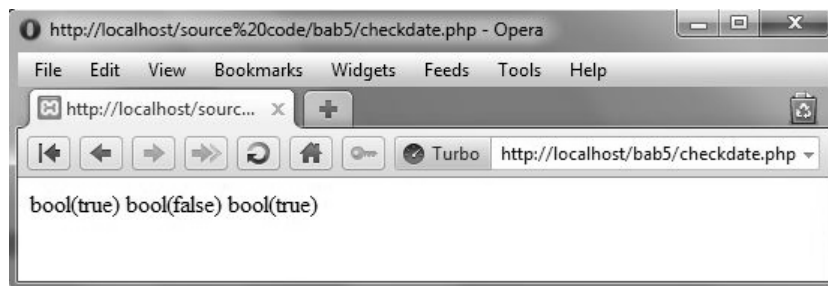 http://localhost/source%20code/bab5/checkdate.php - Opera
File Edit View Bookmarks Widgets Feeds Tools Help
http://localhost/sourc...
Turbo http://localhost/bab5/checkdate.php
bool(true) bool(false) bool(true)